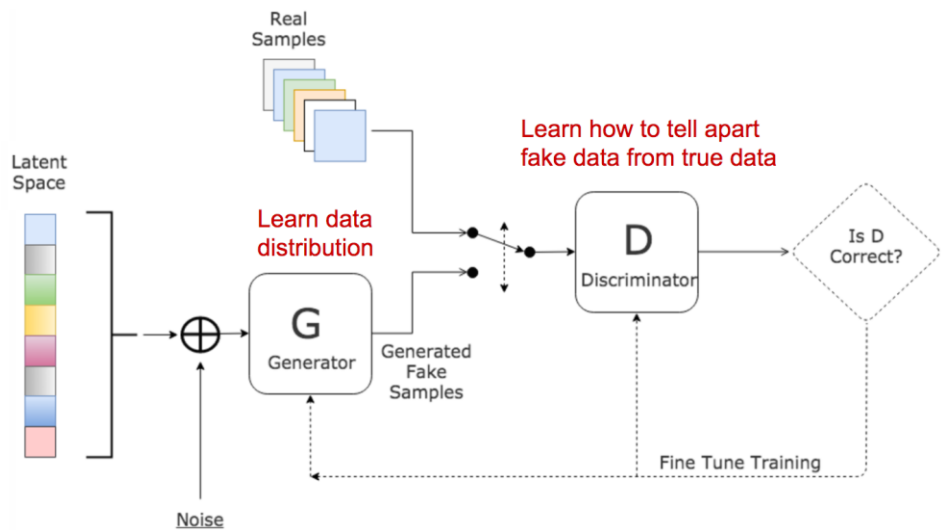 Real
Samples
Learn how to tell apart
fake data from true data
Latent
Space
Learn data
distribution
D
Discriminator
Is D
Correct?
G
Generator
Generated
Fake
Samples
Fine Tune Training
Noise